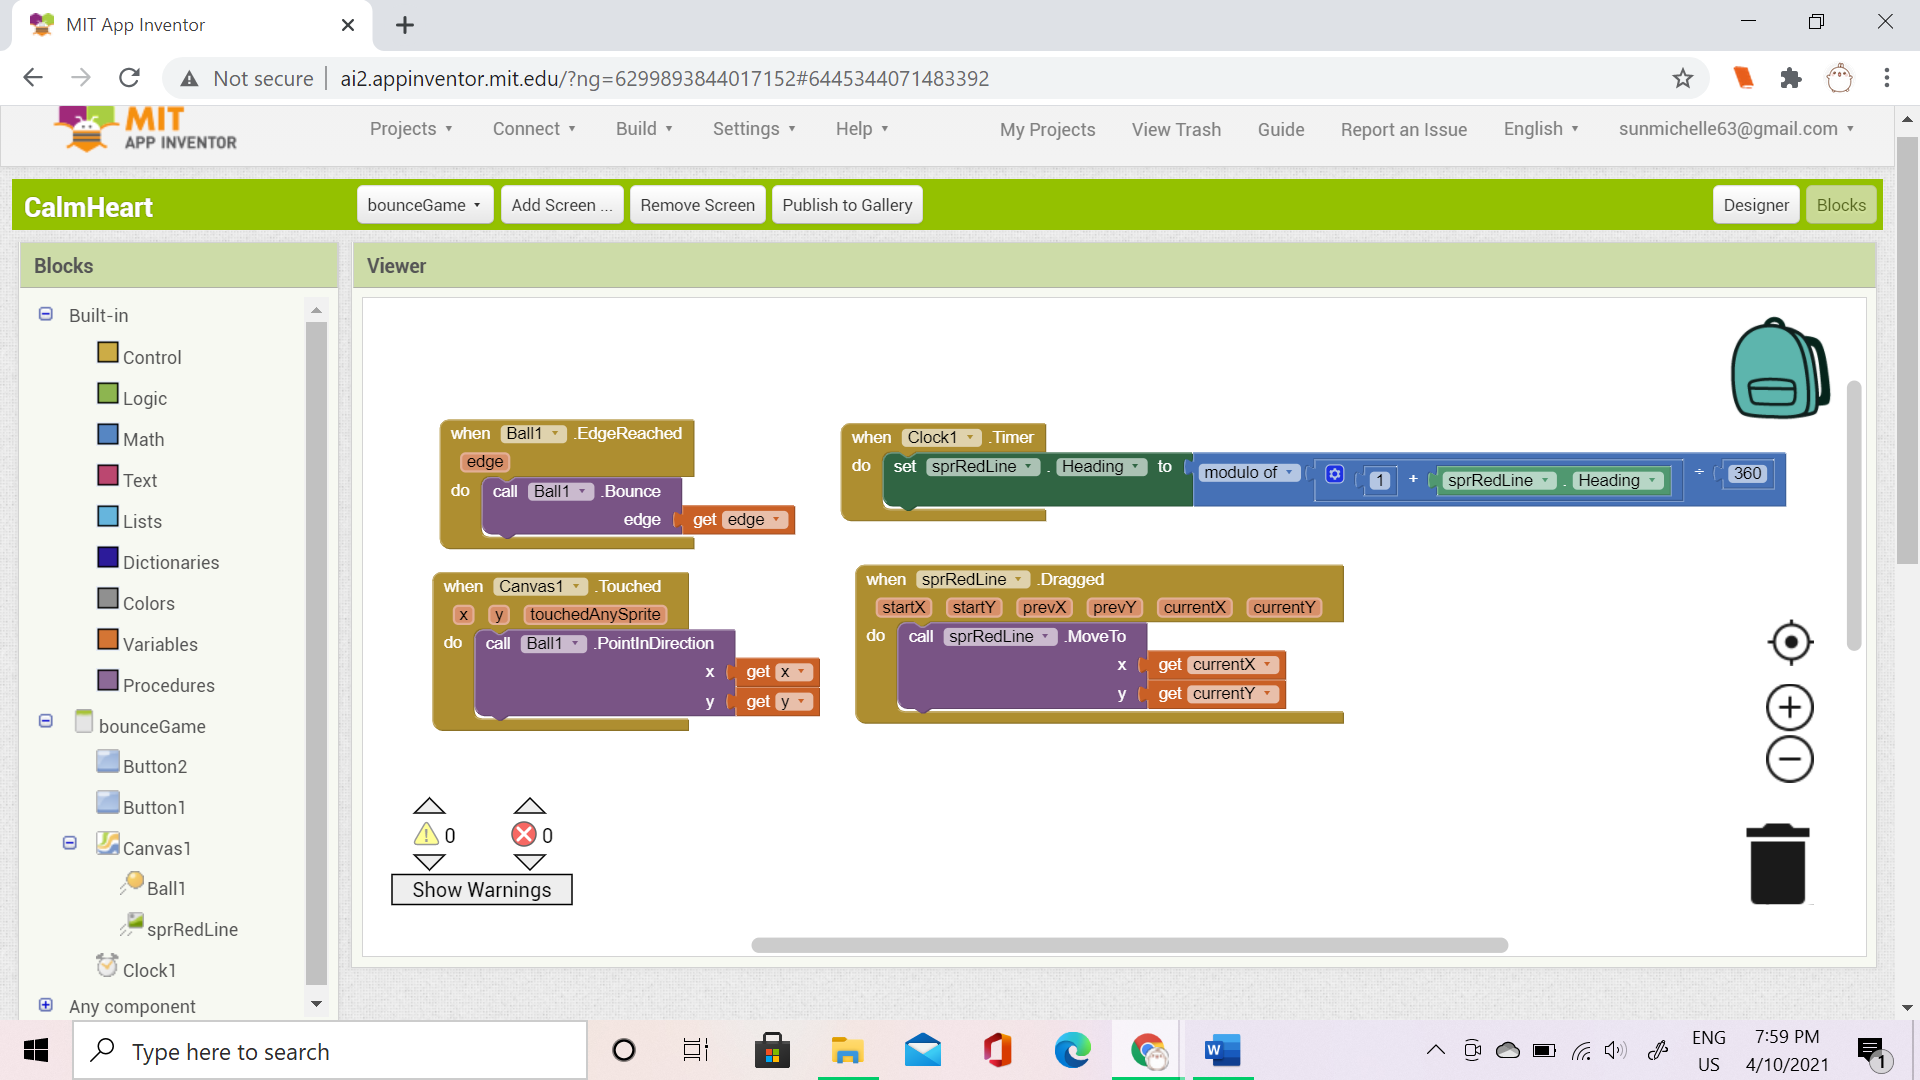 MIT App Inventor
Not secure
ai2.appinventor.mit.edu/?ng=6299893844017152#6445344071483392
MIT
APP INVENTOR
Projects Connect Build Settings Help My Projects View Trash Guide Report an Issue English sunmichelle63@gmail.com
CalmHeart
bounceGame Add Screen ... Remove Screen Publish to Gallery Designer Blocks
Blocks
Viewer
Built-in
Control
Logic
Math
Text
Lists
Dictionaries
Colors
Variables
Procedures
bounceGame
Button2
Button1
Canvas1
Ball1
sprRedLine
Clock1
Any component
when Ball1 .EdgeReached
edge
do call Ball1 .Bounce
edge get edge
when Clock1 .Timer
do set sprRedLine . Heading to modulo of 1 + sprRedLine . Heading ÷ 360
when Canvas1 .Touched
x y touchedAnySprite
do call Ball1 .PointInDirection
x get x
y get y
when sprRedLine .Dragged
startX startY prevX prevY currentX currentY
do call sprRedLine .MoveTo
x get currentX
y get currentY
0 0
Show Warnings
Type here to search
W
ENG
US
7:59 PM
4/10/2021
1